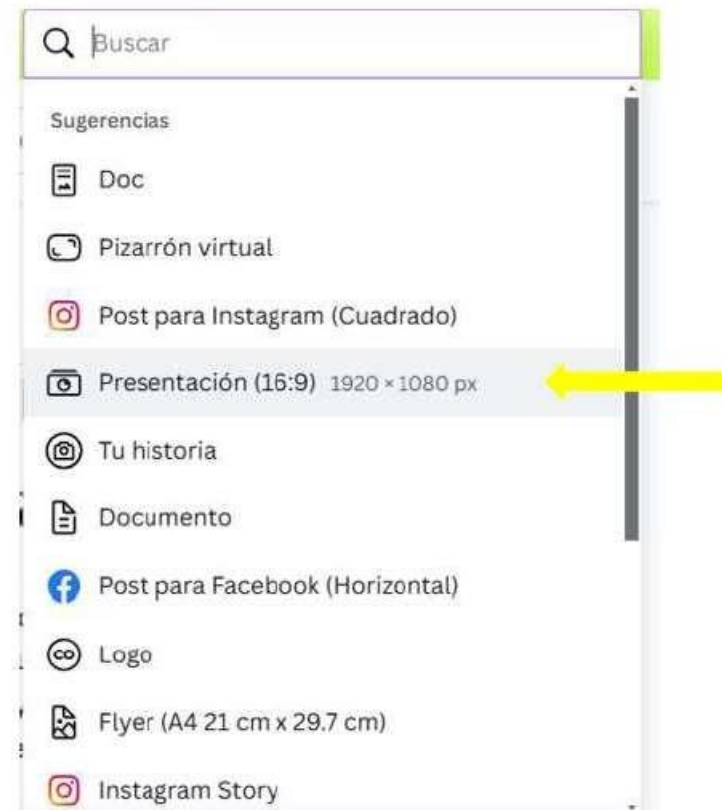 Buscar
Sugerencias
Doc
Pizarrón virtual
Post para Instagram (Cuadrado)
Presentación (16:9) 1920 × 1080 px
Tu historia
Documento
Post para Facebook (Horizontal)
CO Logo
Flyer (A4 21 cm x 29.7 cm)
Instagram Story